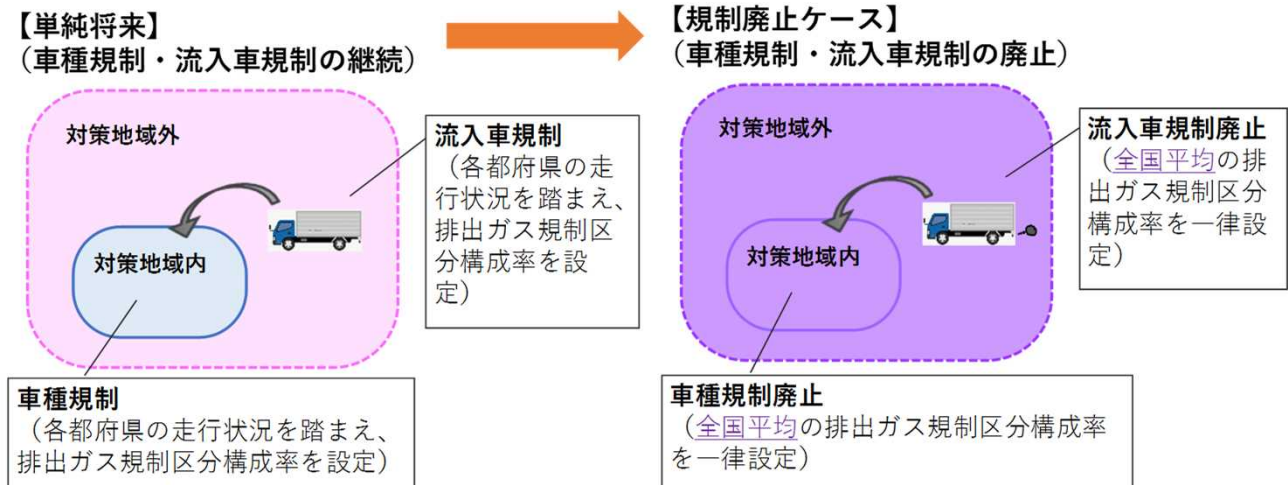 【単純将来】
（車種規制・流入車規制の継続）
対策地域外
対策地域内
流入車規制
（各都府県の走
行状況を踏まえ、
排出ガス規制区
分構成率を設
定）
車種規制
（各都府県の走行状況を踏まえ、
排出ガス規制区分構成率を設定）
【規制廃止ケース】
（車種規制・流入車規制の廃止）
対策地域外
対策地域内
流入車規制廃止
（全国平均の排
出ガス規制区分
構成率を一律設
定）
車種規制廃止
（全国平均の排出ガス規制区分構成率
を一律設定）